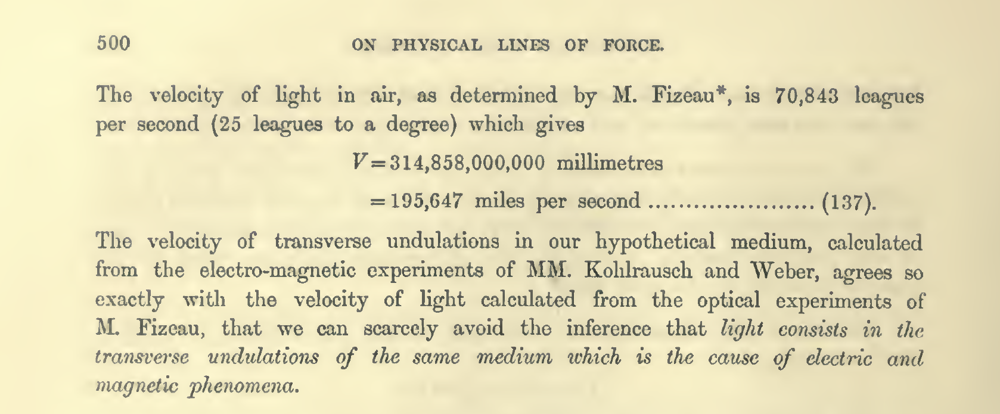 500 ON PHYSICAL LINES OF FORCE.
The velocity of light in air, as determined by M. Fizeau*, is 70,843 leagues
per second (25 leagues to a degree) which gives
V=314,858,000,000 millimetres
=195,647 miles per second ...................... (137).
The velocity of transverse undulations in our hypothetical medium, calculated
from the electro-magnetic experiments of MM. Kohlrausch and Weber, agrees so
exactly with the velocity of light calculated from the optical experiments of
M. Fizeau, that we can scarcely avoid the inference that light consists in the
transverse undulations of the same medium which is the cause of electric and
magnetic phenomena.